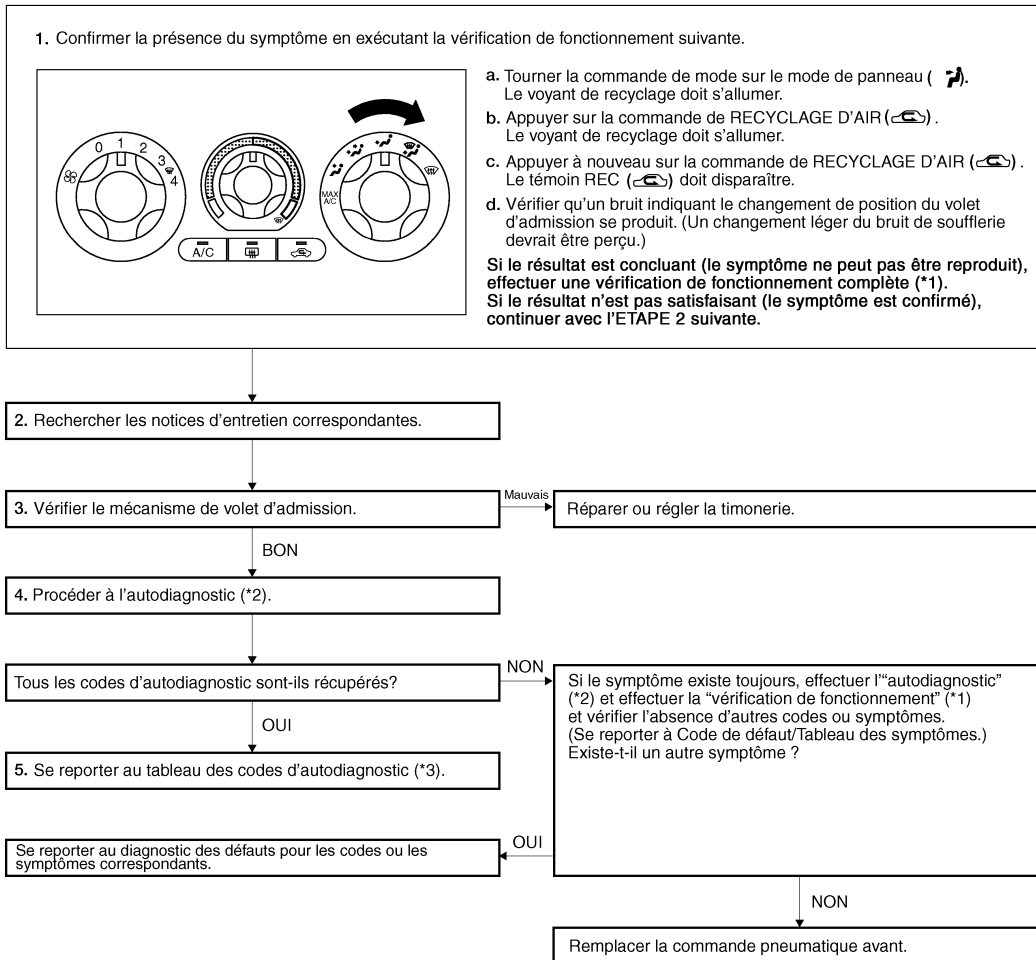 1. Confirmer la présence du symptôme en exécutant la vérification de fonctionnement suivante.
0 1 2 3 4
MAX
A/C
A/C
a. Tourner la commande de mode sur le mode de panneau ( ).
Le voyant de recyclage doit s'allumer.
b. Appuyer sur la commande de RECYCLAGE D'AIR ( ) .
Le voyant de recyclage doit s'allumer.
c. Appuyer à nouveau sur la commande de RECYCLAGE D'AIR ( ) .
Le témoin REC ( ) doit disparaître.
d. Vérifier qu'un bruit indiquant le changement de position du volet
d'admission se produit. (Un changement léger du bruit de soufflerie
devrait être perçu.)
Si le résultat est concluant (le symptôme ne peut pas être reproduit),
effectuer une vérification de fonctionnement complète (*1).
Si le résultat n'est pas satisfaisant (le symptôme est confirmé),
continuer avec l'ETAPE 2 suivante.
2. Rechercher les notices d'entretien correspondantes.
3. Vérifier le mécanisme de volet d'admission.
Mauvais
Réparer ou régler la timonerie.
BON
4. Procéder à l'autodiagnostic (*2).
Tous les codes d'autodiagnostic sont-ils récupérés?
NON
Si le symptôme existe toujours, effectuer l'“autodiagnostic”
(*2) et effectuer la “vérification de fonctionnement” (*1)
et vérifier l'absence d'autres codes ou symptômes.
(Se reporter à Code de défaut/Tableau des symptômes.)
Existe-t-il un autre symptôme ?
OUI
5. Se reporter au tableau des codes d'autodiagnostic (*3).
OUI
Se reporter au diagnostic des défauts pour les codes ou les
symptômes correspondants.
NON
Remplacer la commande pneumatique avant.